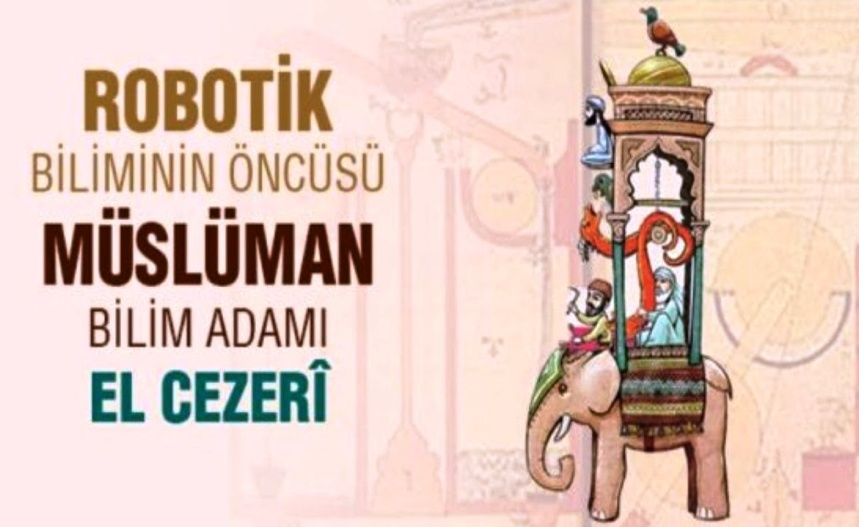 ROBOTİK
BİLİMİNİN ÖNCÜSÜ
MÜSLÜMAN
BİLİM ADAMI
EL CEZERÎ